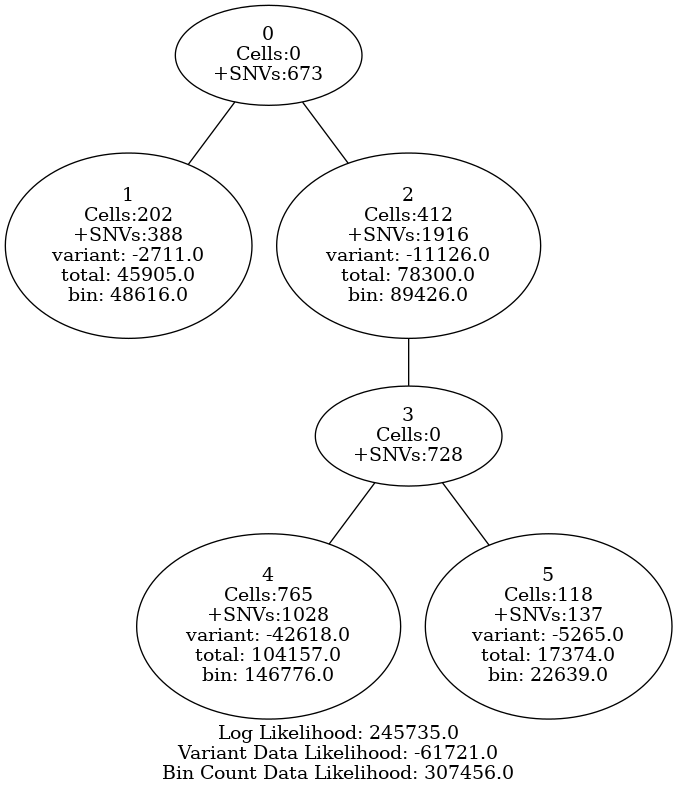 0
Cells:0
+SNVs:673
1
Cells:202
+SNVs:388
variant: -2711.0
total: 45905.0
bin: 48616.0
2
Cells:412
+SNVs:1916
variant: -11126.0
total: 78300.0
bin: 89426.0
3
Cells:0
+SNVs:728
4
Cells:765
+SNVs:1028
variant: -42618.0
total: 104157.0
bin: 146776.0
5
Cells:118
+SNVs:137
variant: -5265.0
total: 17374.0
bin: 22639.0
Log Likelihood: 245735.0
Variant Data Likelihood: -61721.0
Bin Count Data Likelihood: 307456.0